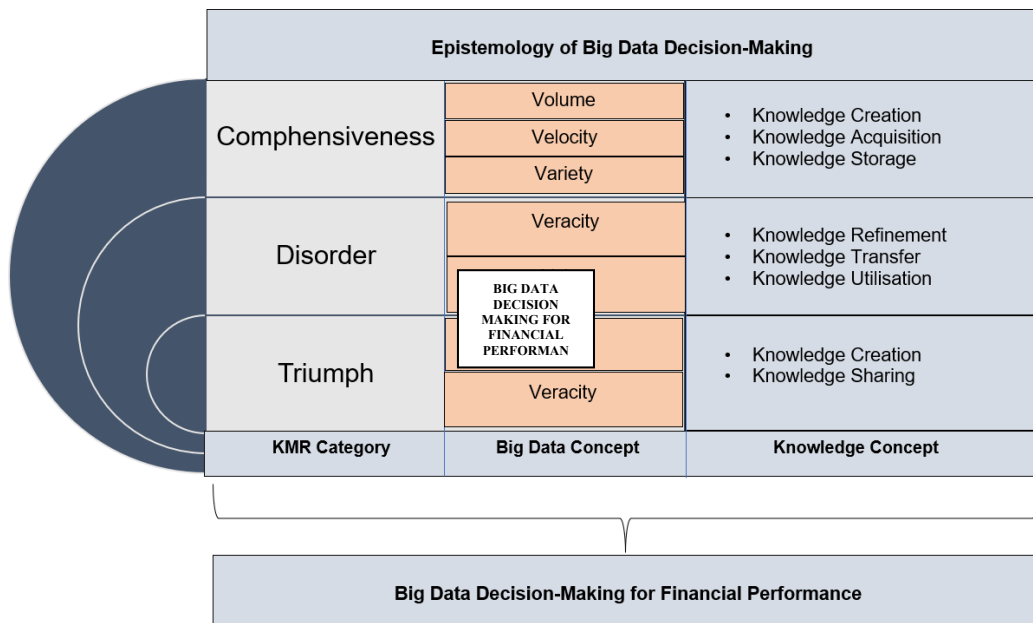 Epistemology of Big Data Decision-Making
Comphensiveness
Volume
Velocity
Variety
• Knowledge Creation
• Knowledge Acquisition
• Knowledge Storage
Disorder
Veracity
• Knowledge Refinement
• Knowledge Transfer
• Knowledge Utilisation
BIG DATA
DECISION
MAKING FOR
FINANCIAL
PERFORMAN
Triumph
Veracity
• Knowledge Creation
• Knowledge Sharing
KMR Category
Big Data Concept
Knowledge Concept
Big Data Decision-Making for Financial Performance